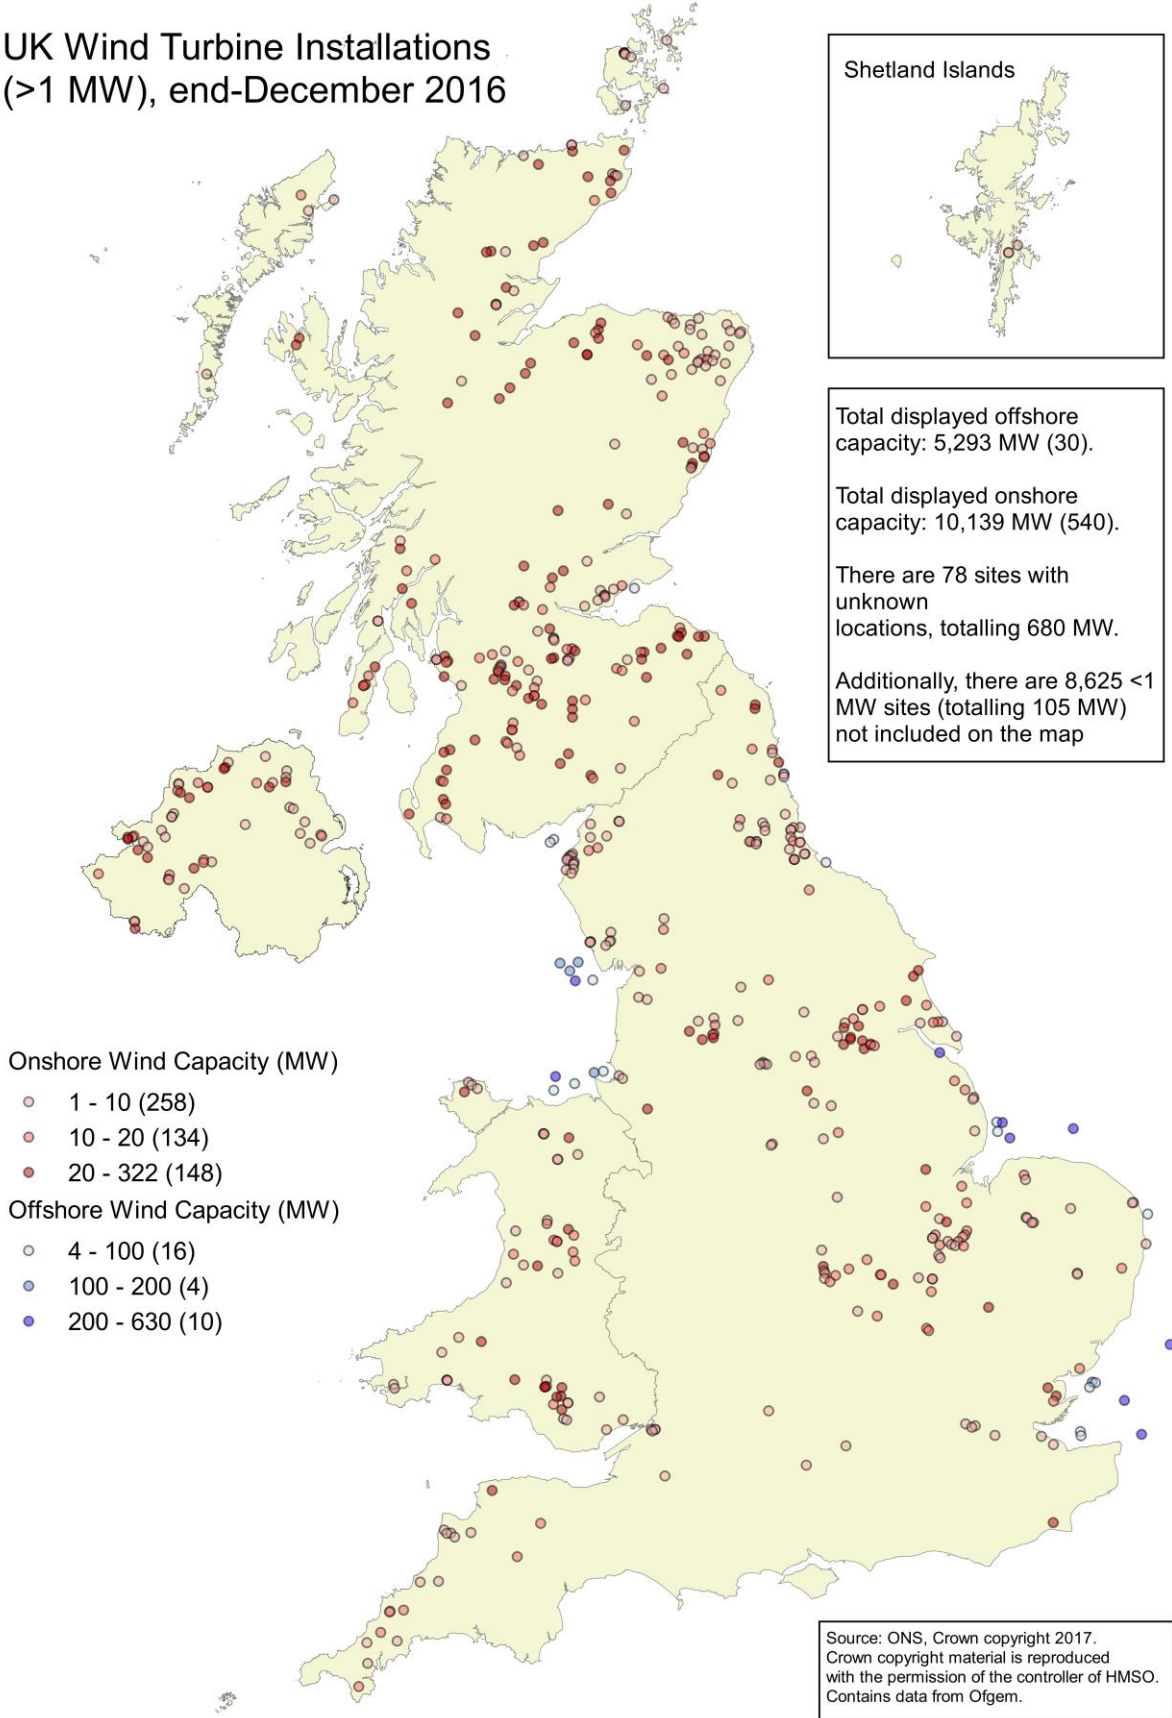 UK Wind Turbine Installations
(>1 MW), end-December 2016
Shetland Islands
Total displayed offshore
capacity: 5,293 MW (30).
Total displayed onshore
capacity: 10,139 MW (540).
There are 78 sites with
unknown
locations, totalling 680 MW.
Additionally, there are 8,625 <1
MW sites (totalling 105 MW)
not included on the map
Onshore Wind Capacity (MW)
1 - 10 (258)
10 - 20 (134)
20 - 322 (148)
Offshore Wind Capacity (MW)
4 - 100 (16)
100 - 200 (4)
200 - 630 (10)
Source: ONS, Crown copyright 2017.
Crown copyright material is reproduced
with the permission of the controller of HMSO.
Contains data from Ofgem.